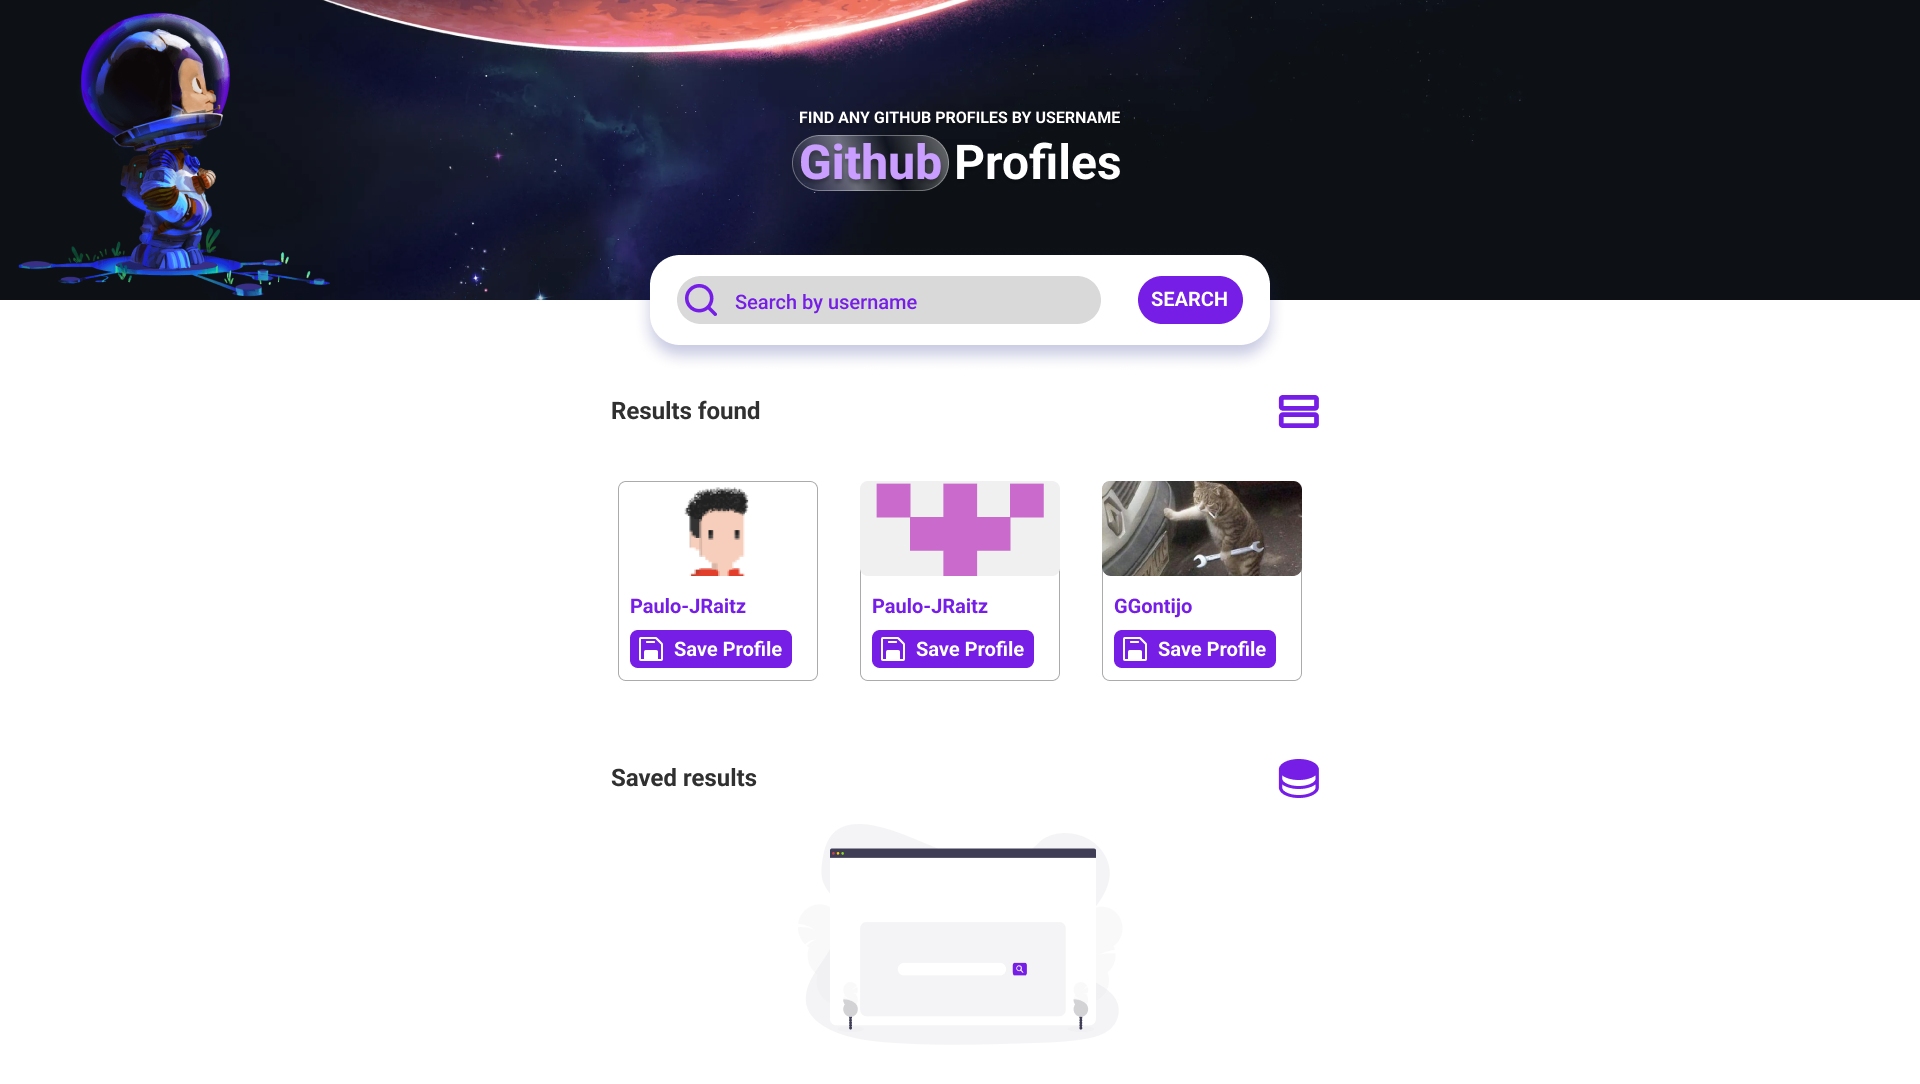 FIND ANY GITHUB PROFILES BY USERNAME
Github Profiles
Search by username
SEARCH
Results found
Paulo-JRaitz
Save Profile
Paulo-JRaitz
Save Profile
GGontijo
Save Profile
Saved results